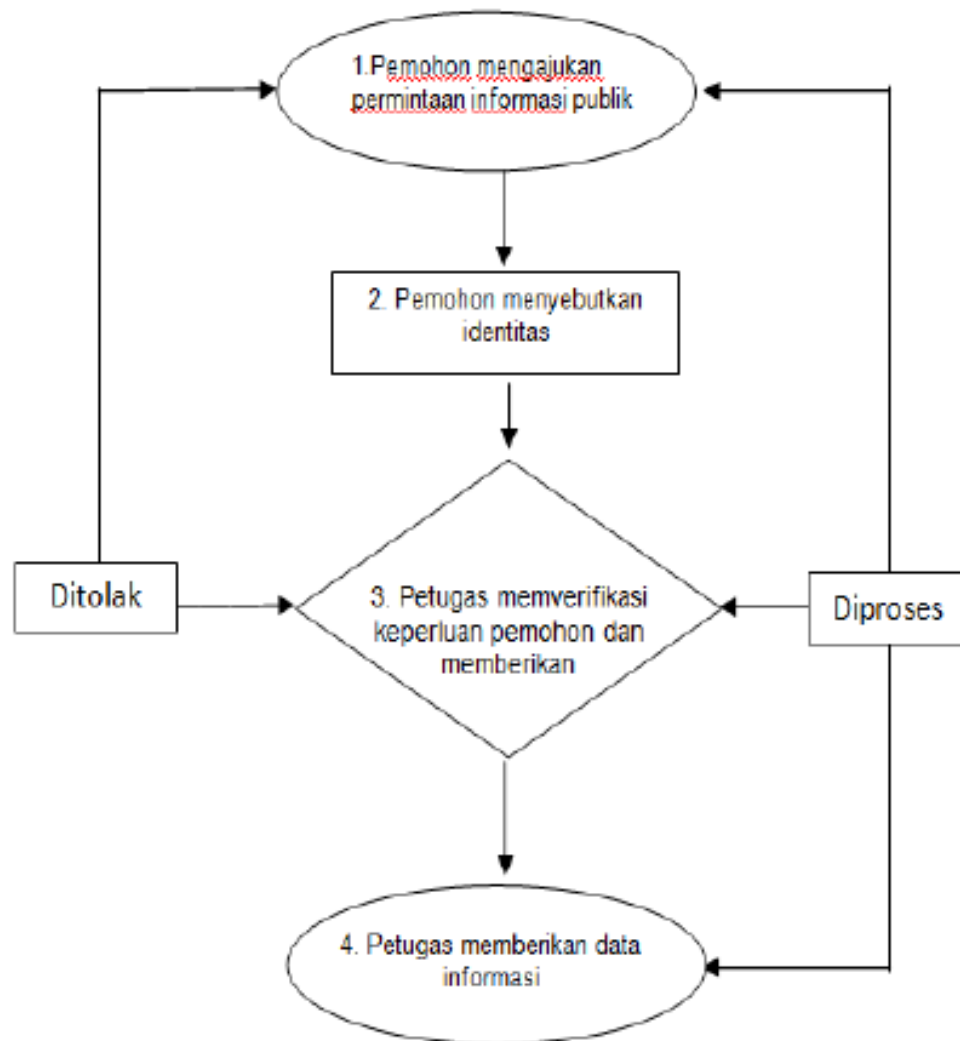 1.Pemohon mengajukan
permintaan informasi publik
2. Pemohon menyebutkan
identitas
Ditolak
3. Petugas memverifikasi
keperluan pemohon dan
memberikan
Diproses
4. Petugas memberikan data
informasi